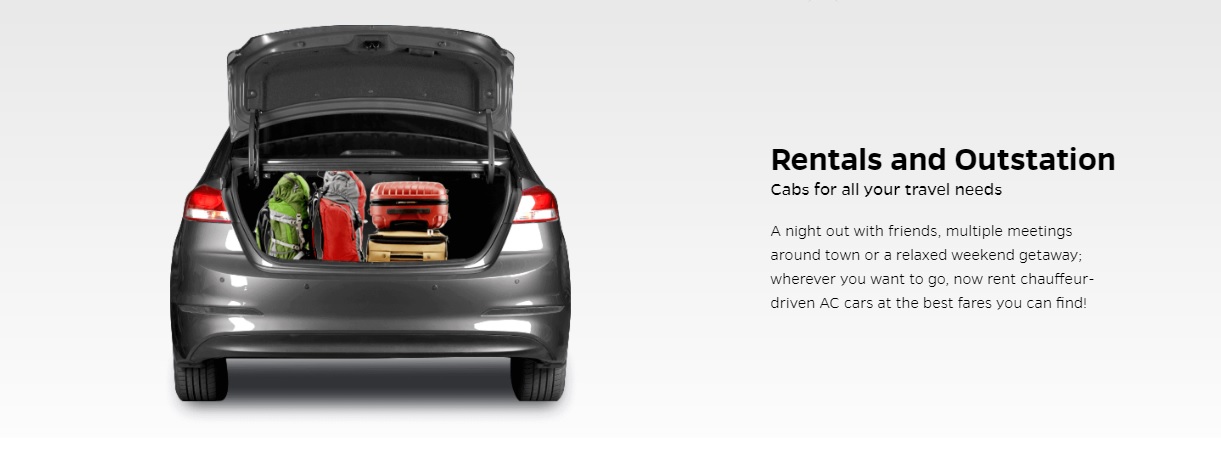 Rentals and Outstation
Cabs for all your travel needs
A night out with friends, multiple meetings
around town or a relaxed weekend getaway;
wherever you want to go, now rent chauffeur-
driven AC cars at the best fares you can find!